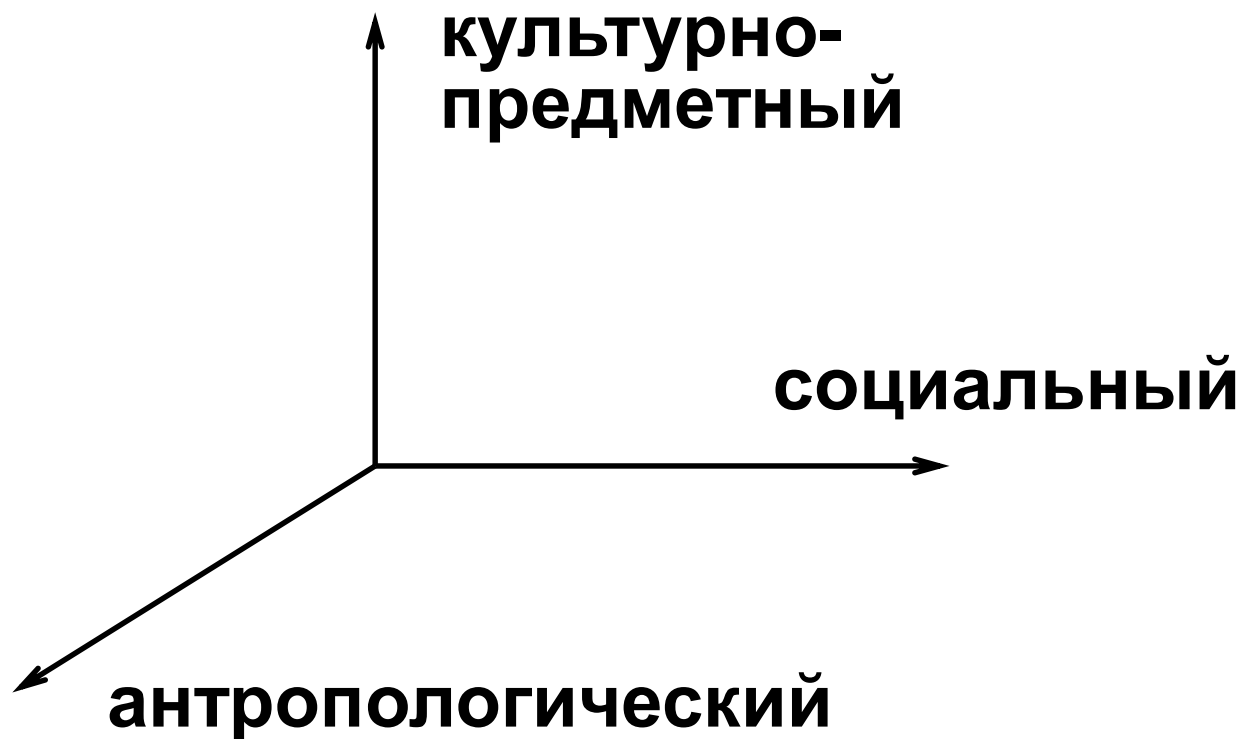 культурно-
предметный
социальный
антропологический